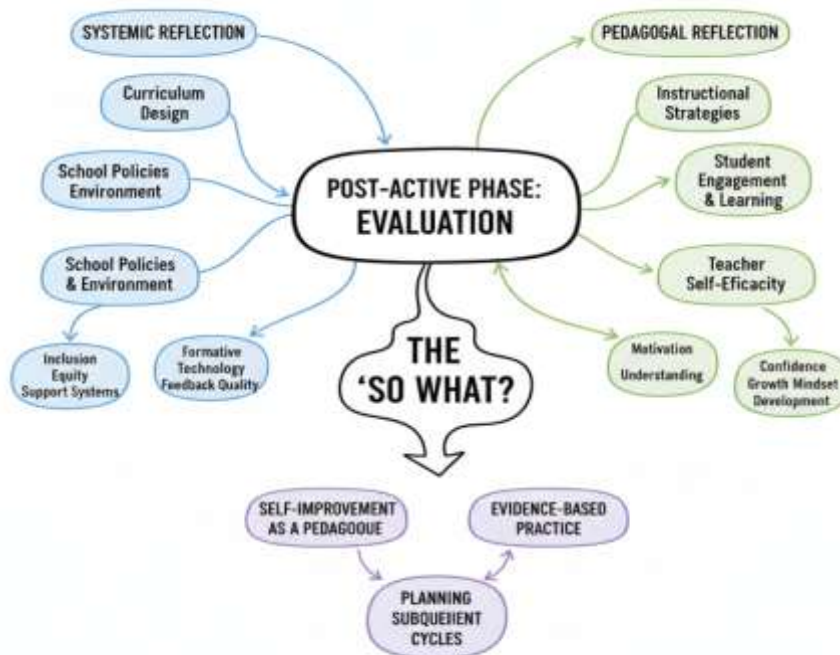 SYSTEMIC REFLECTION
PEDAGOGAL REFLECTION
Curriculum
Design
Instructional
Strategies
School Policies
Environment
POST-ACTIVE PHASE:
EVALUATION
Student
Engagement
& Learning
School Policies
& Environment
Teacher
Self-Eficacity
Inclusion
Equity
Support Systems
Formative
Technology
Feedback Quality
THE
‘SO WHAT?
Motivation
Understanding
Confidence
Growth Mindset
Development
SELF-IMPROVEMENT
AS A PEDAGOOUE
EVIDENCE-BASED
PRACTICE
PLANNING
SUBQUEIIENT
CYCLES